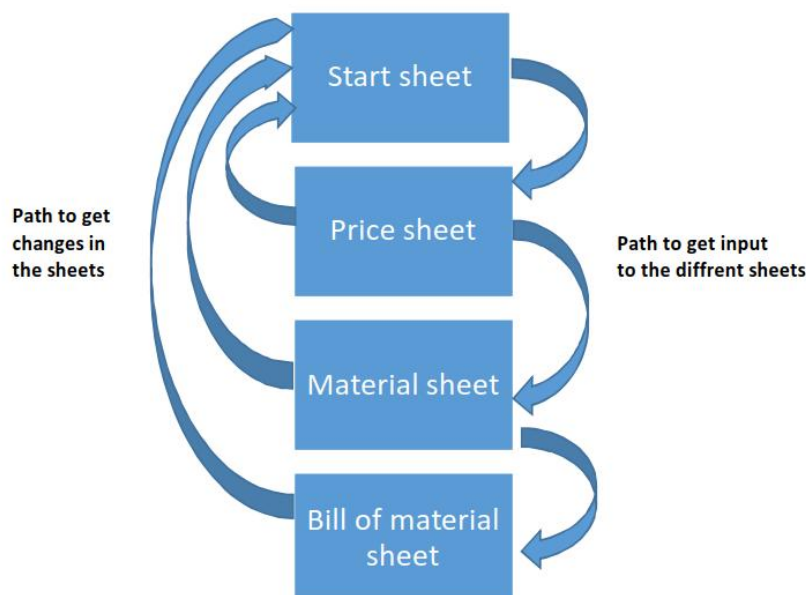 Start sheet
Price sheet
Path to get
changes in
the sheets
Path to get input
to the diffrent sheets
Material sheet
Bill of material
sheet